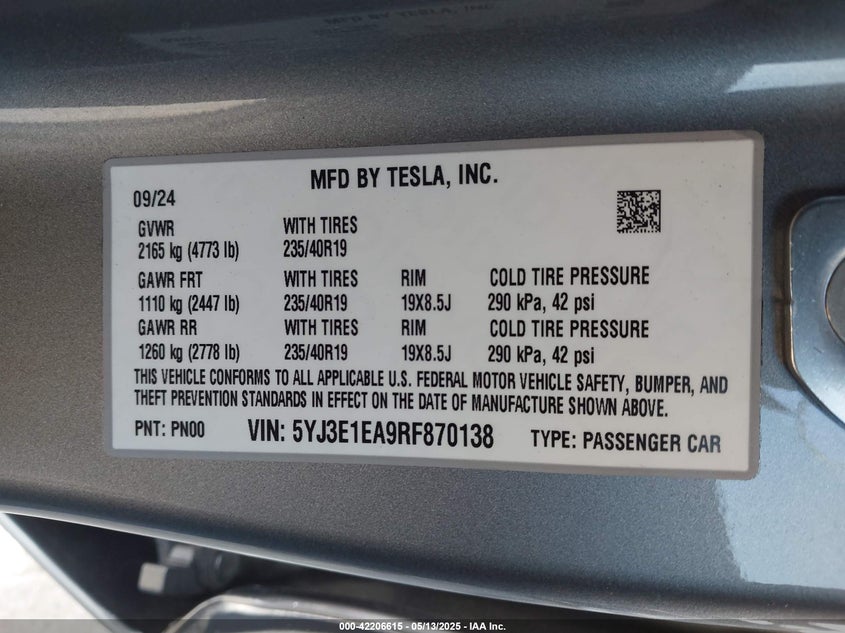 MFD BY TESLA, INC.
09/24
GVWR WITH TIRES
2165 kg (4773 lb) 235/40R19
GAWR FRT WITH TIRES RIM COLD TIRE PRESSURE
1110 kg (2447 lb) 235/40R19 19X8.5J 290 kPa, 42 psi
GAWR RR WITH TIRES RIM COLD TIRE PRESSURE
1260 kg (2778 lb) 235/40R19 19X8.5J 290 kPa, 42 psi
THIS VEHICLE CONFORMS TO ALL APPLICABLE U.S. FEDERAL MOTOR VEHICLE SAFETY, BUMPER, AND
THEFT PREVENTION STANDARDS IN EFFECT ON THE DATE OF MANUFACTURE SHOWN ABOVE.
PNT: PN00 VIN: 5YJ3E1EA9RF870138 TYPE: PASSENGER CAR
000-42206615 - 05/13/2025 - IAA Inc.